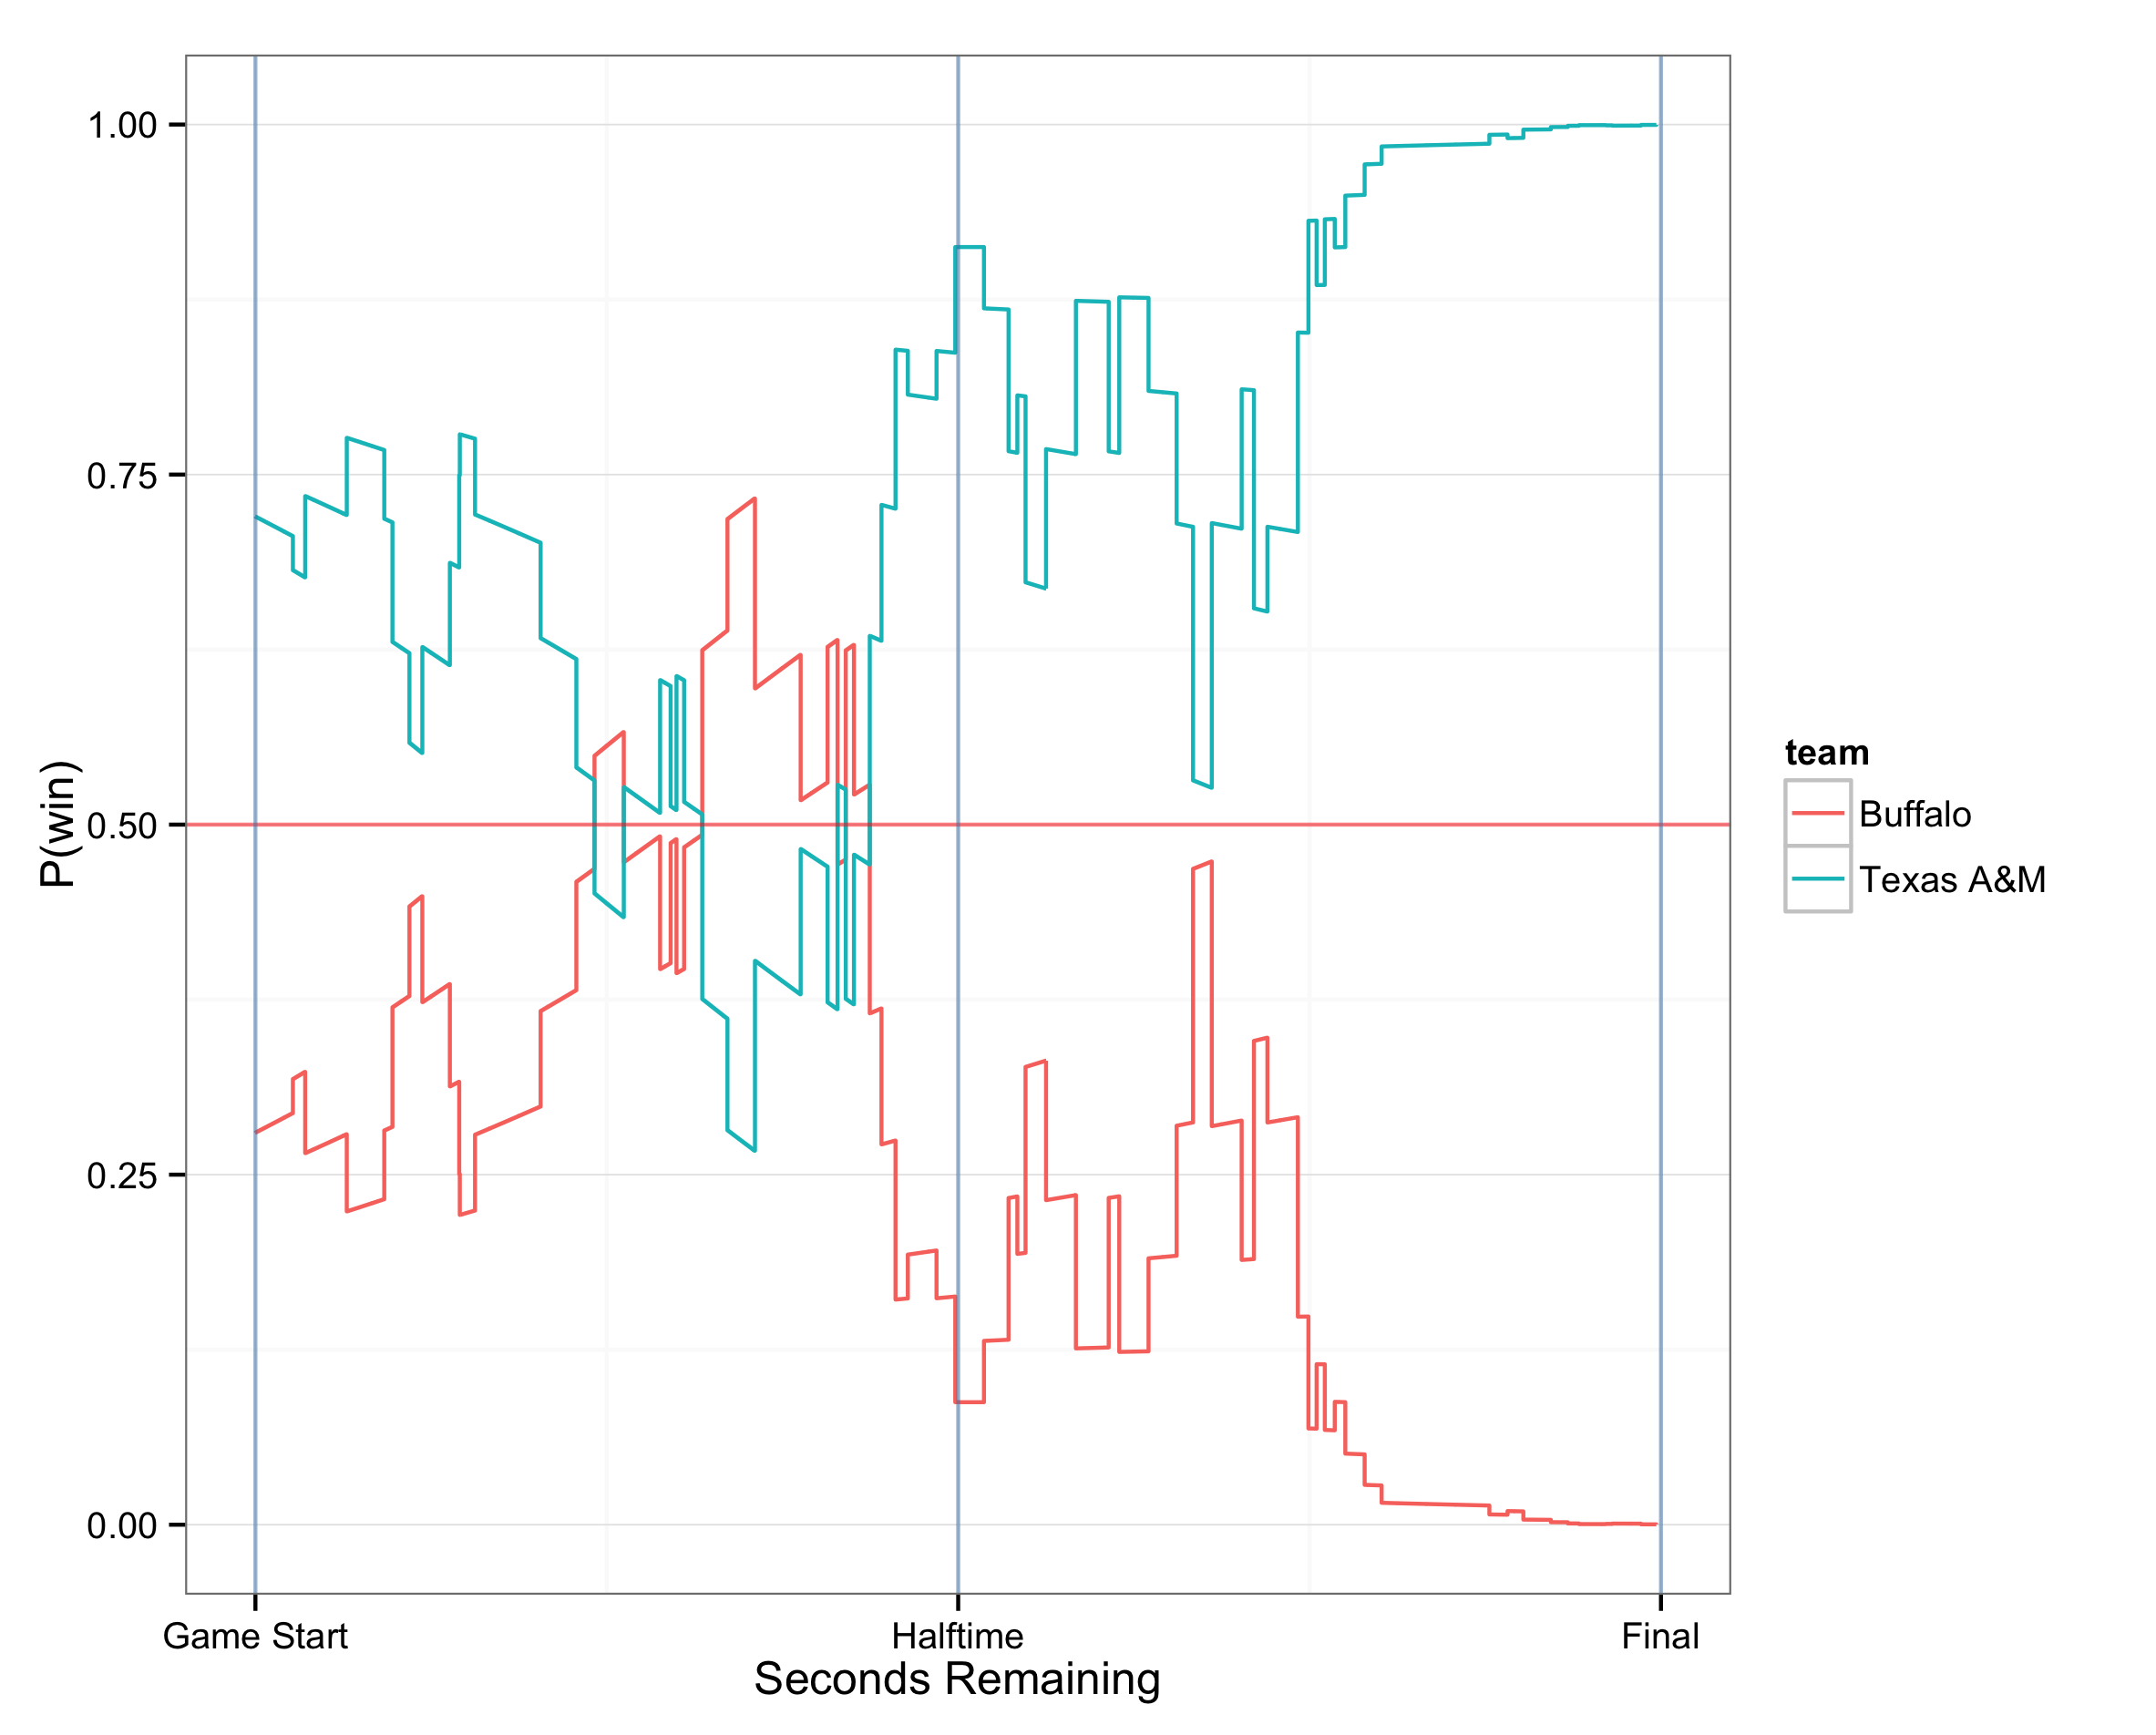 P(win)
1.00
0.75
0.50
0.25
0.00
Game Start
Halftime
Final
Seconds Remaining
team
Buffalo
Texas A&M